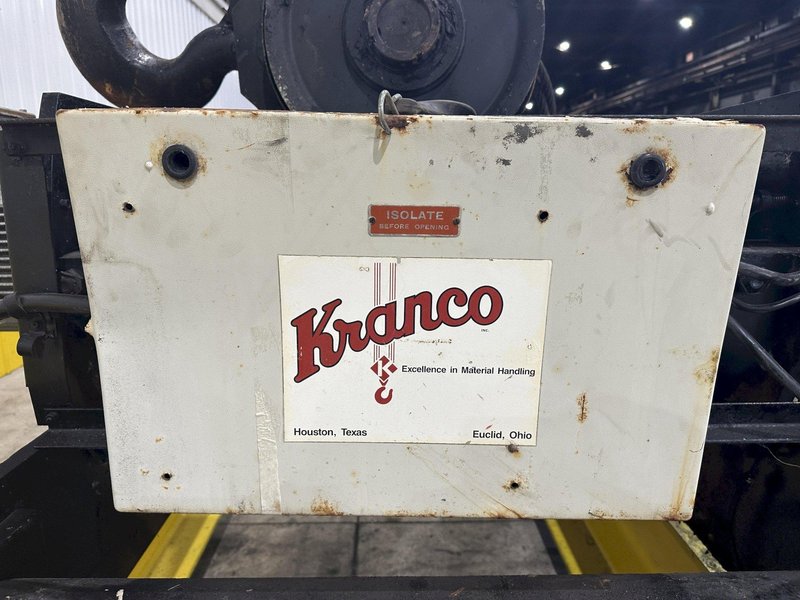 ISOLATE
BEFORE OPENING
Kranco
INC.
K
Excellence in Material Handling
Houston, Texas
Euclid, Ohio